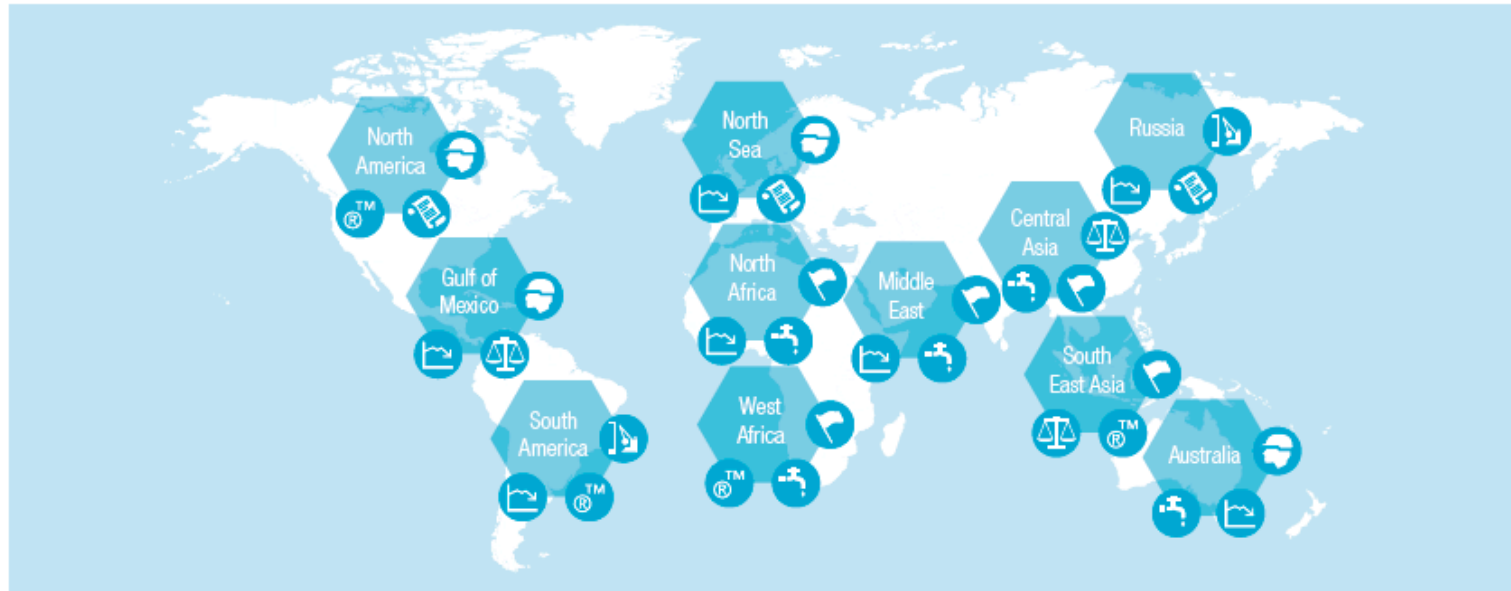 North
America
®™
Gulf of
Mexico
South
America
®™
North
Sea
North
Africa
West
Africa
®™
Middle
East
Central
Asia
Russia
South
East Asia
®™
Australia